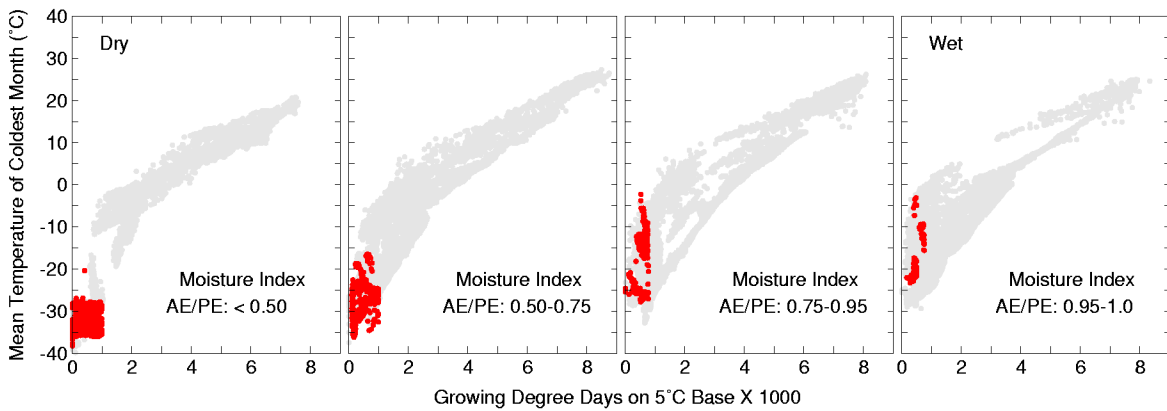 Mean Temperature of Coldest Month (°C)
40
30
20
10
0
-10
-20
-30
-40
Dry
Moisture Index
AE/PE: < 0.50
0 2 4 6 8
Moisture Index
AE/PE: 0.50-0.75
0 2 4 6 8
Moisture Index
AE/PE: 0.75-0.95
0 2 4 6 8
Wet
Moisture Index
AE/PE: 0.95-1.0
0 2 4 6 8
Growing Degree Days on 5°C Base X 1000